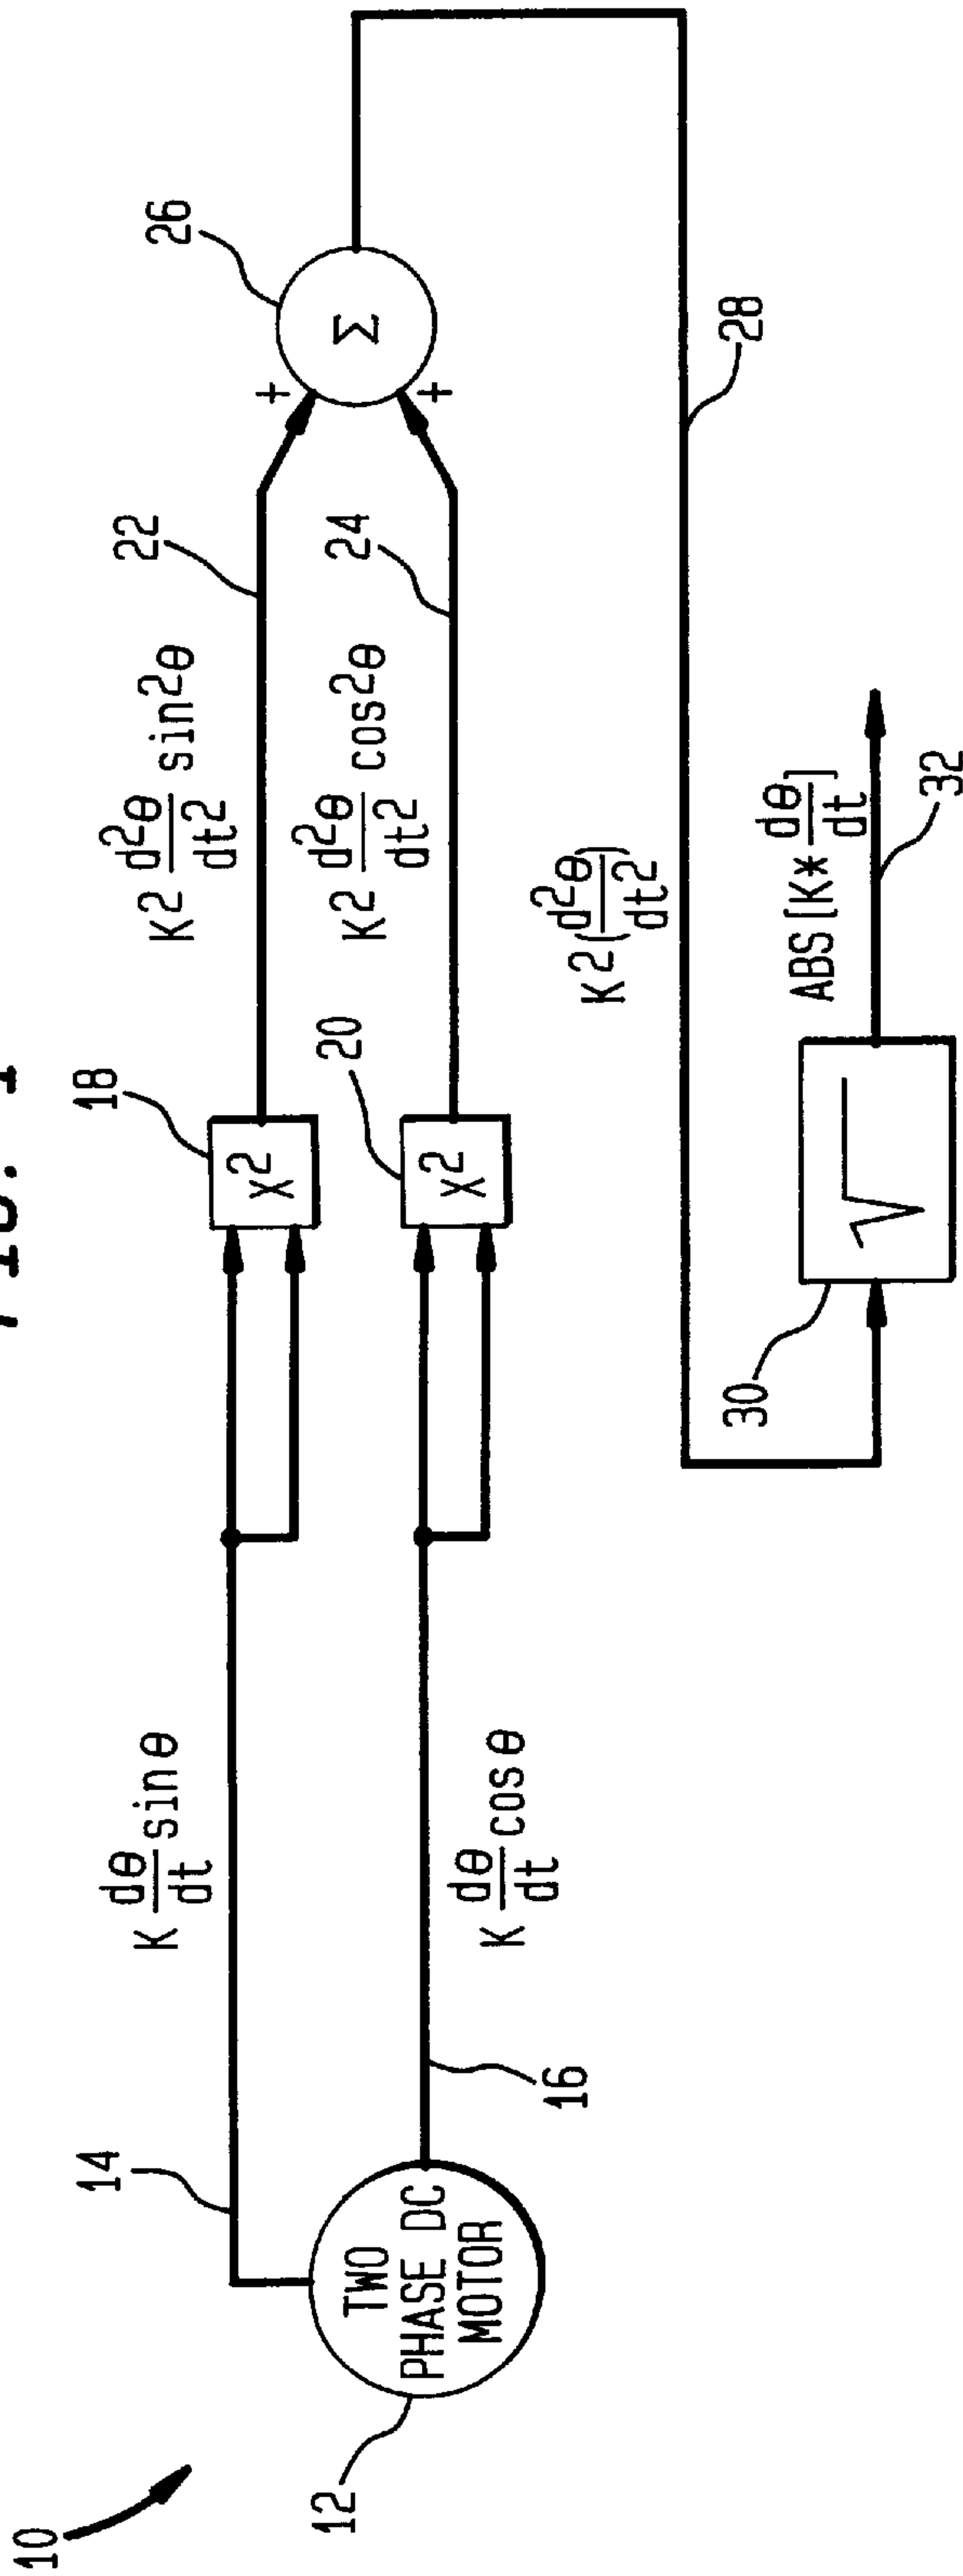 10
12
TWO
PHASE DC
MOTOR
14
K dθ/dt sinθ
16
K dθ/dt cosθ
18
X²
20
X²
22
K² d²θ/dt² sin²θ
24
K² d²θ/dt² cos²θ
+
+
Σ
26
28
K²(d²θ/dt²)
30
√
ABS[K* dθ/dt]
32